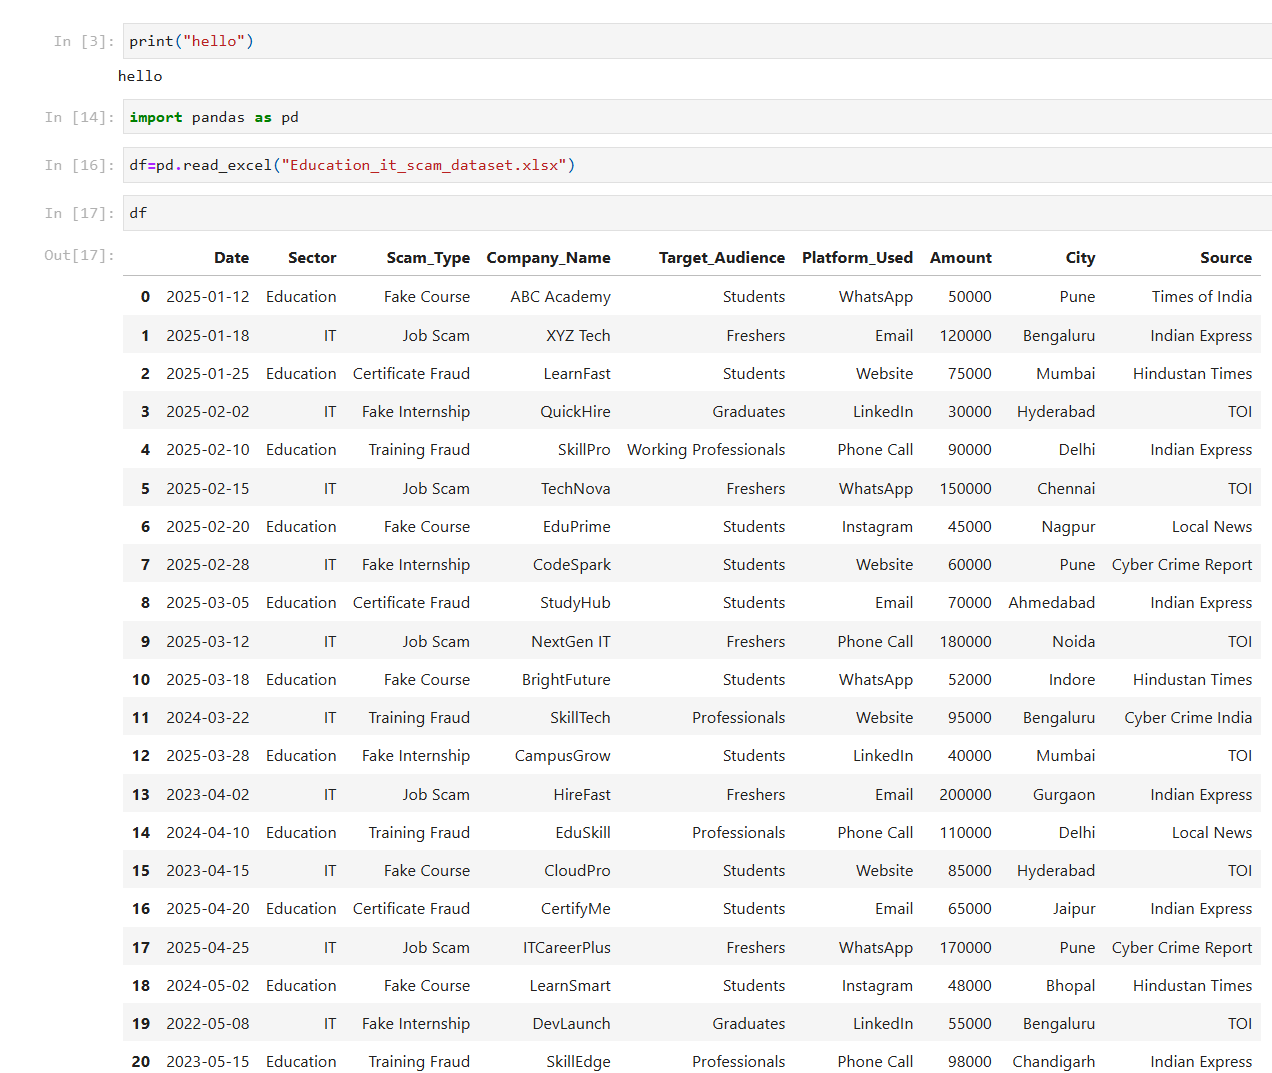 In [3]: print("hello")
hello
In [14]: import pandas as pd
In [16]: df=pd.read_excel("Education_it_scam_dataset.xlsx")
In [17]: df
Out[17]:
Date Sector Scam_Type Company_Name Target_Audience Platform_Used Amount City Source
0 2025-01-12 Education Fake Course ABC Academy Students WhatsApp 50000 Pune Times of India
1 2025-01-18 IT Job Scam XYZ Tech Freshers Email 120000 Bengaluru Indian Express
2 2025-01-25 Education Certificate Fraud LearnFast Students Website 75000 Mumbai Hindustan Times
3 2025-02-02 IT Fake Internship QuickHire Graduates LinkedIn 30000 Hyderabad TOI
4 2025-02-10 Education Training Fraud SkillPro Working Professionals Phone Call 90000 Delhi Indian Express
5 2025-02-15 IT Job Scam TechNova Freshers WhatsApp 150000 Chennai TOI
6 2025-02-20 Education Fake Course EduPrime Students Instagram 45000 Nagpur Local News
7 2025-02-28 IT Fake Internship CodeSpark Students Website 60000 Pune Cyber Crime Report
8 2025-03-05 Education Certificate Fraud StudyHub Students Email 70000 Ahmedabad Indian Express
9 2025-03-12 IT Job Scam NextGen IT Freshers Phone Call 180000 Noida TOI
10 2025-03-18 Education Fake Course BrightFuture Students WhatsApp 52000 Indore Hindustan Times
11 2024-03-22 IT Training Fraud SkillTech Professionals Website 95000 Bengaluru Cyber Crime India
12 2025-03-28 Education Fake Internship CampusGrow Students LinkedIn 40000 Mumbai TOI
13 2023-04-02 IT Job Scam HireFast Freshers Email 200000 Gurgaon Indian Express
14 2024-04-10 Education Training Fraud EduSkill Professionals Phone Call 110000 Delhi Local News
15 2023-04-15 IT Fake Course CloudPro Students Website 85000 Hyderabad TOI
16 2025-04-20 Education Certificate Fraud CertifyMe Students Email 65000 Jaipur Indian Express
17 2025-04-25 IT Job Scam ITCareerPlus Freshers WhatsApp 170000 Pune Cyber Crime Report
18 2024-05-02 Education Fake Course LearnSmart Students Instagram 48000 Bhopal Hindustan Times
19 2022-05-08 IT Fake Internship DevLaunch Graduates LinkedIn 55000 Bengaluru TOI
20 2023-05-15 Education Training Fraud SkillEdge Professionals Phone Call 98000 Chandigarh Indian Express